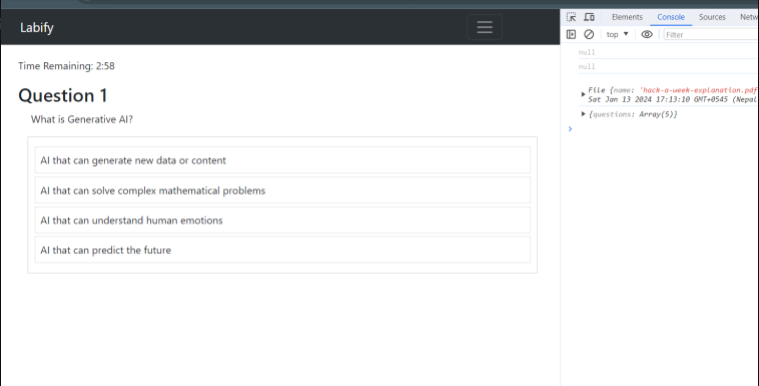 Labify
Time Remaining: 2:58
Question 1
What is Generative AI?
AI that can generate new data or content
AI that can solve complex mathematical problems
AI that can understand human emotions
AI that can predict the future
Elements Console Sources Netw
top ▼ Filter
null
null
▶ File {name: 'hack-a-week-explanation.pdf
Sat Jan 13 2024 17:13:10 GMT+0545 (Nepal
▶ {questions: Array(5)}